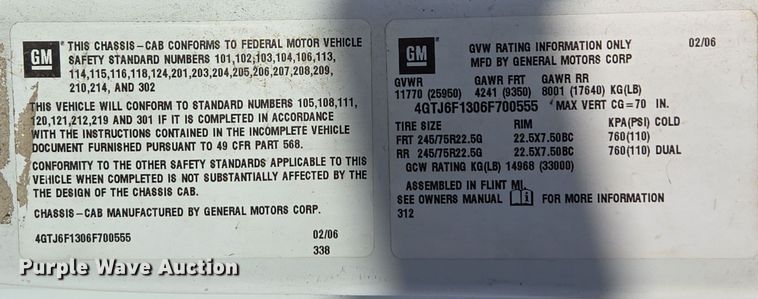 GM THIS CHASSIS-CAB CONFORMS TO FEDERAL MOTOR VEHICLE
SAFETY STANDARD NUMBERS 101,102,103,104,106,113,
114,115,116,118,124,201,203,204,205,206,207,208,209,
210,214, AND 302
THIS VEHICLE WILL CONFORM TO STANDARD NUMBERS 105,108,111,
120,121,212,219 AND 301 IF IT IS COMPLETED IN ACCORDANCE
WITH THE INSTRUCTIONS CONTAINED IN THE INCOMPLETE VEHICLE
DOCUMENT FURNISHED PURSUANT TO 49 CFR PART 568.
CONFORMITY TO THE OTHER SAFETY STANDARDS APPLICABLE TO THIS
VEHICLE WHEN COMPLETED IS NOT SUBSTANTIALLY AFFECTED BY THE
THE DESIGN OF THE CHASSIS CAB.
CHASSIS-CAB MANUFACTURED BY GENERAL MOTORS CORP.
4GTJ6F1306F700555 02/06
338
GM GVW RATING INFORMATION ONLY 02/06
MFD BY GENERAL MOTORS CORP
GVWR GAWR FRT GAWR RR
11770 (25950) 4241 (9350) 8001 (17640) KG(LB)
4GTJ6F1306F700555 MAX VERT CG=70 IN.
TIRE SIZE RIM KPA(PSI) COLD
FRT 245/75R22.5G 22.5X7.50BC 760(110)
RR 245/75R22.5G 22.5X7.50BC 760(110) DUAL
GCW RATING KG(LB) 14968 (33000)
ASSEMBLED IN FLINT MI.
SEE OWNERS MANUAL i FOR MORE INFORMATION
312
Purple Wave Auction